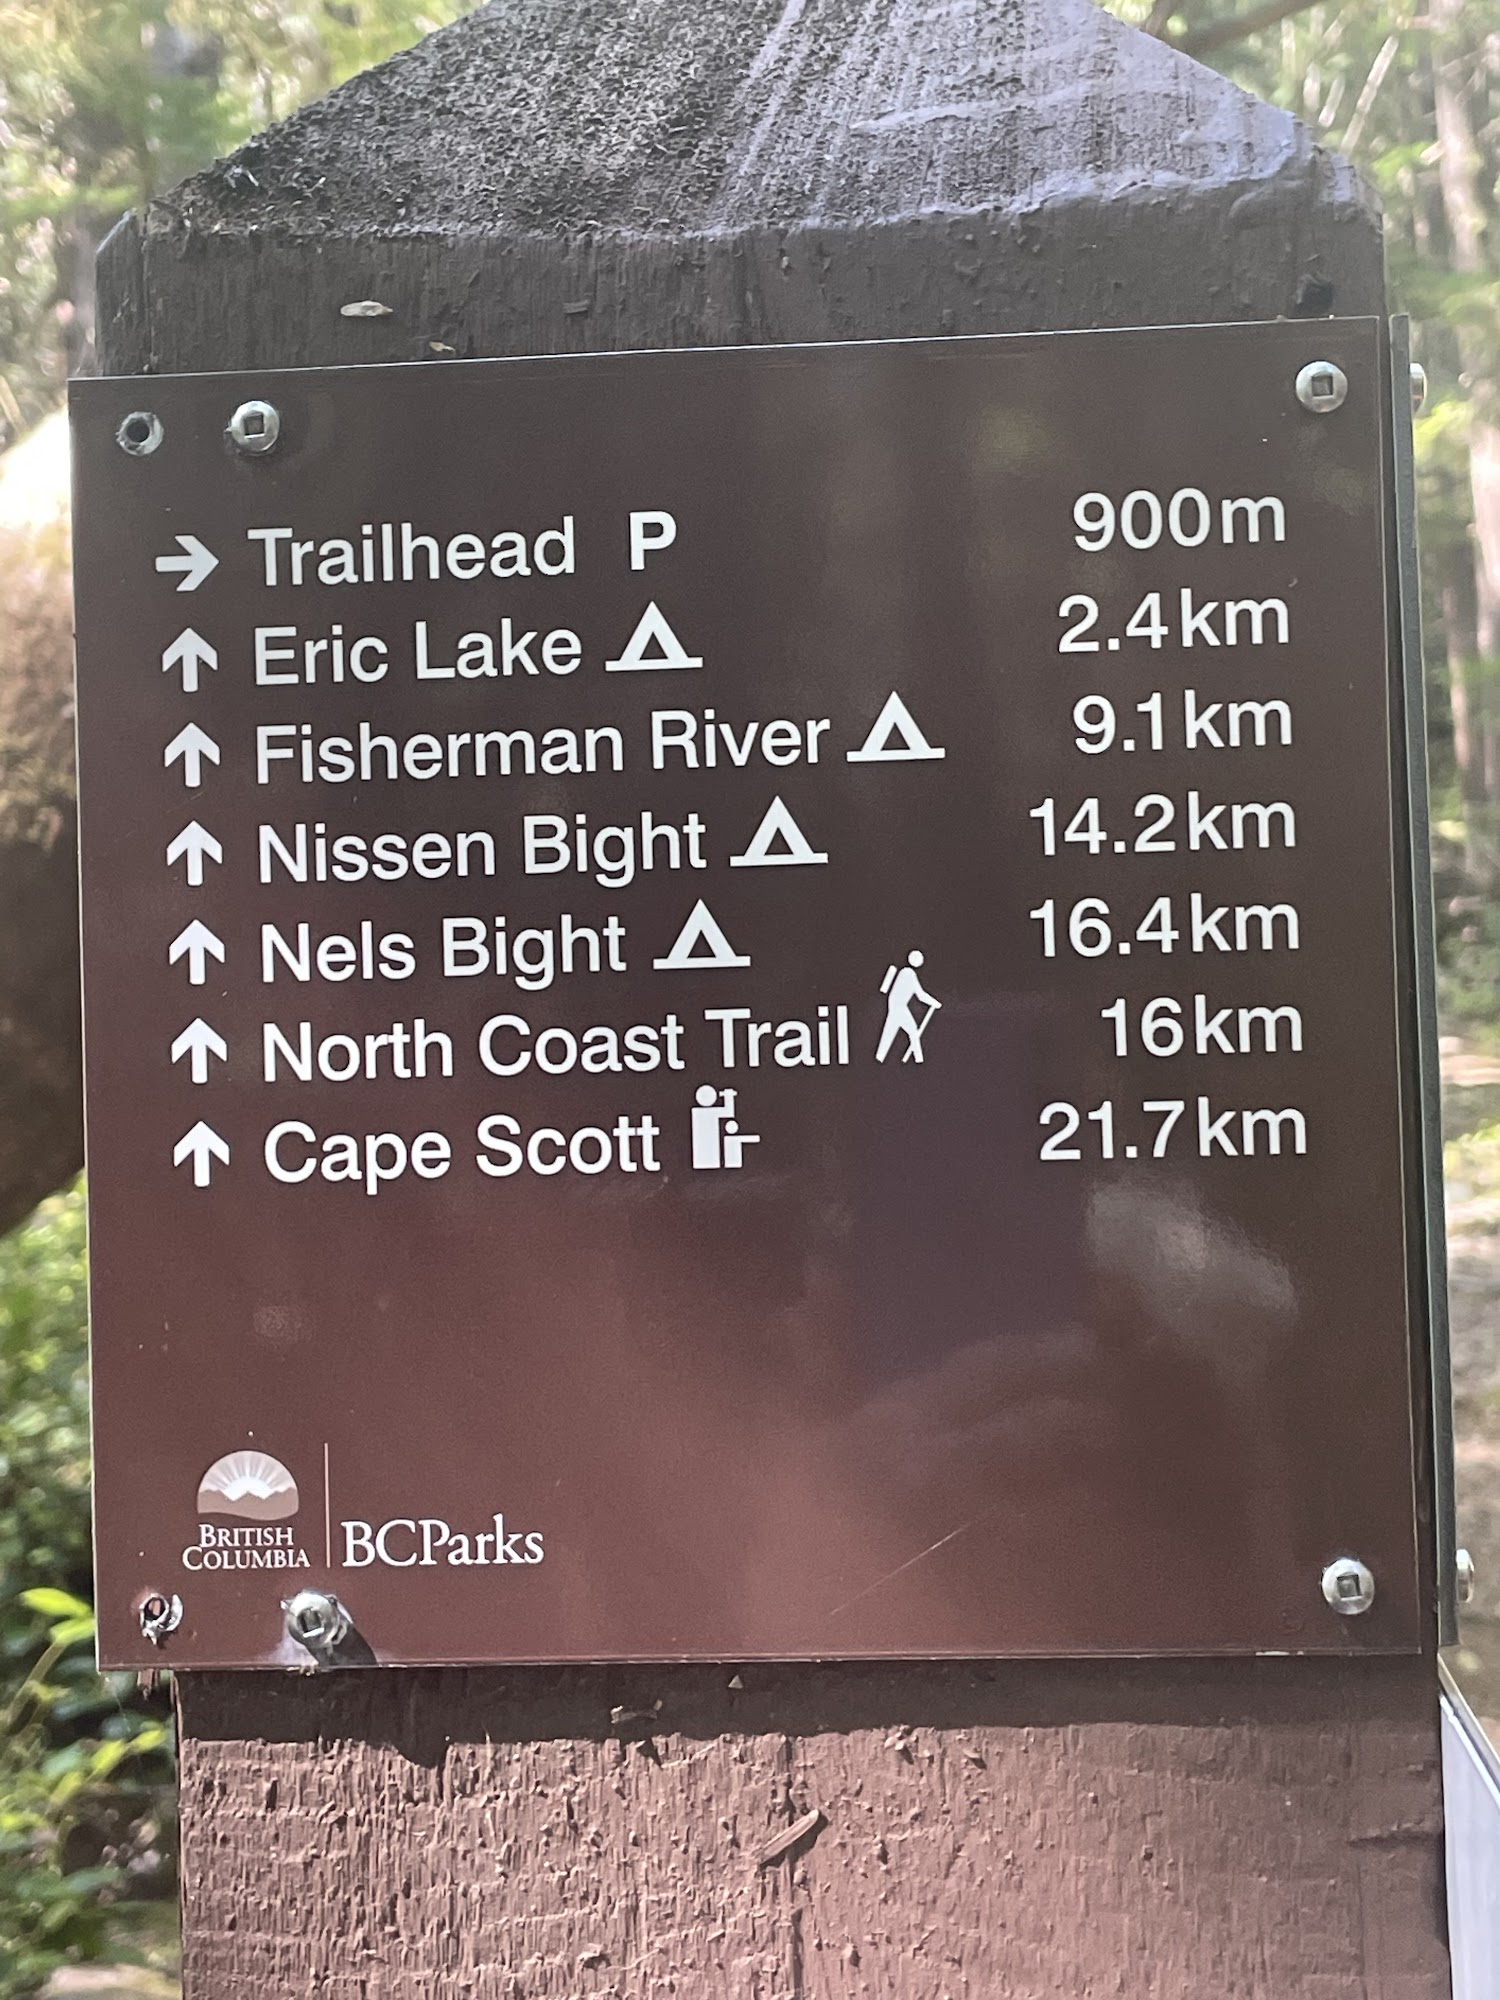 → Trailhead P 900m
↑ Eric Lake 2.4km
↑ Fisherman River 9.1km
↑ Nissen Bight 14.2km
↑ Nels Bight 16.4km
↑ North Coast Trail 16km
↑ Cape Scott 21.7km
BRITISH
COLUMBIA
BCParks